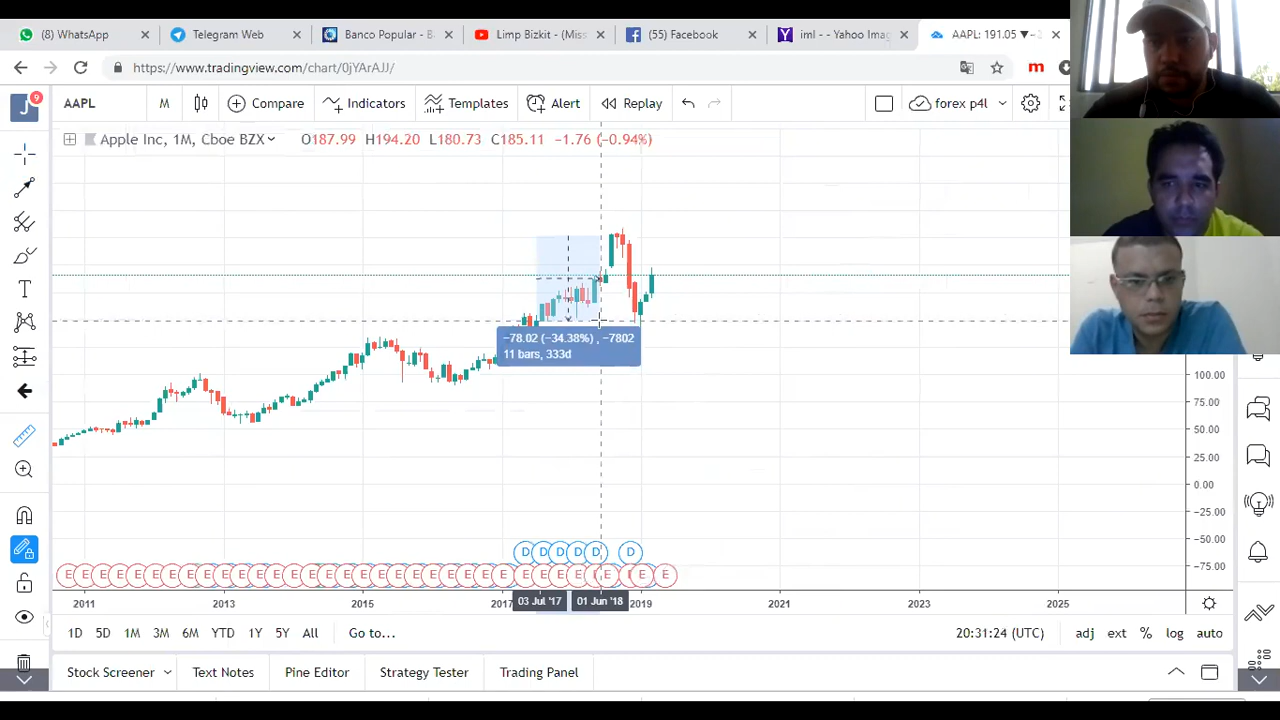 (8) WhatsApp
Telegram Web
Banco Popular -
Limp Bizkit - (Miss
(55) Facebook
iml - - Yahoo Imag
AAPL: 191.05 ▼ -2
https://www.tradingview.com/chart/0jYArAJJ/
m
J
9
AAPL
M
Compare
Indicators
Templates
Alert
Replay
forex p4l
Apple Inc, 1M, Cboe BZX
O187.99 H194.20 L180.73 C185.11 −1.76 (−0.94%)
T
−78.02 (−34.38%) , −7802
11 bars, 333d
100.00
75.00
50.00
25.00
0.00
−25.00
−50.00
−75.00
D D D D D D
E E E E E E E E E E E E E E E E E E E E E E E E E E E E E E E E E E
2011 2013 2015 2017 03 Jul '17 01 Jun '18 2019 2021 2023 2025
1D 5D 1M 3M 6M YTD 1Y 5Y All Go to... 20:31:24 (UTC) adj ext % log auto
Stock Screener Text Notes Pine Editor Strategy Tester Trading Panel